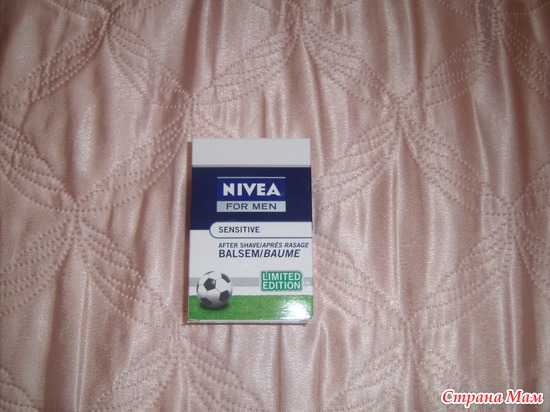 NIVEA
FOR MEN
SENSITIVE
AFTER SHAVE/APRÈS RASAGE
BALSEM/BAUME
LIMITED
EDITION
Страна Мам